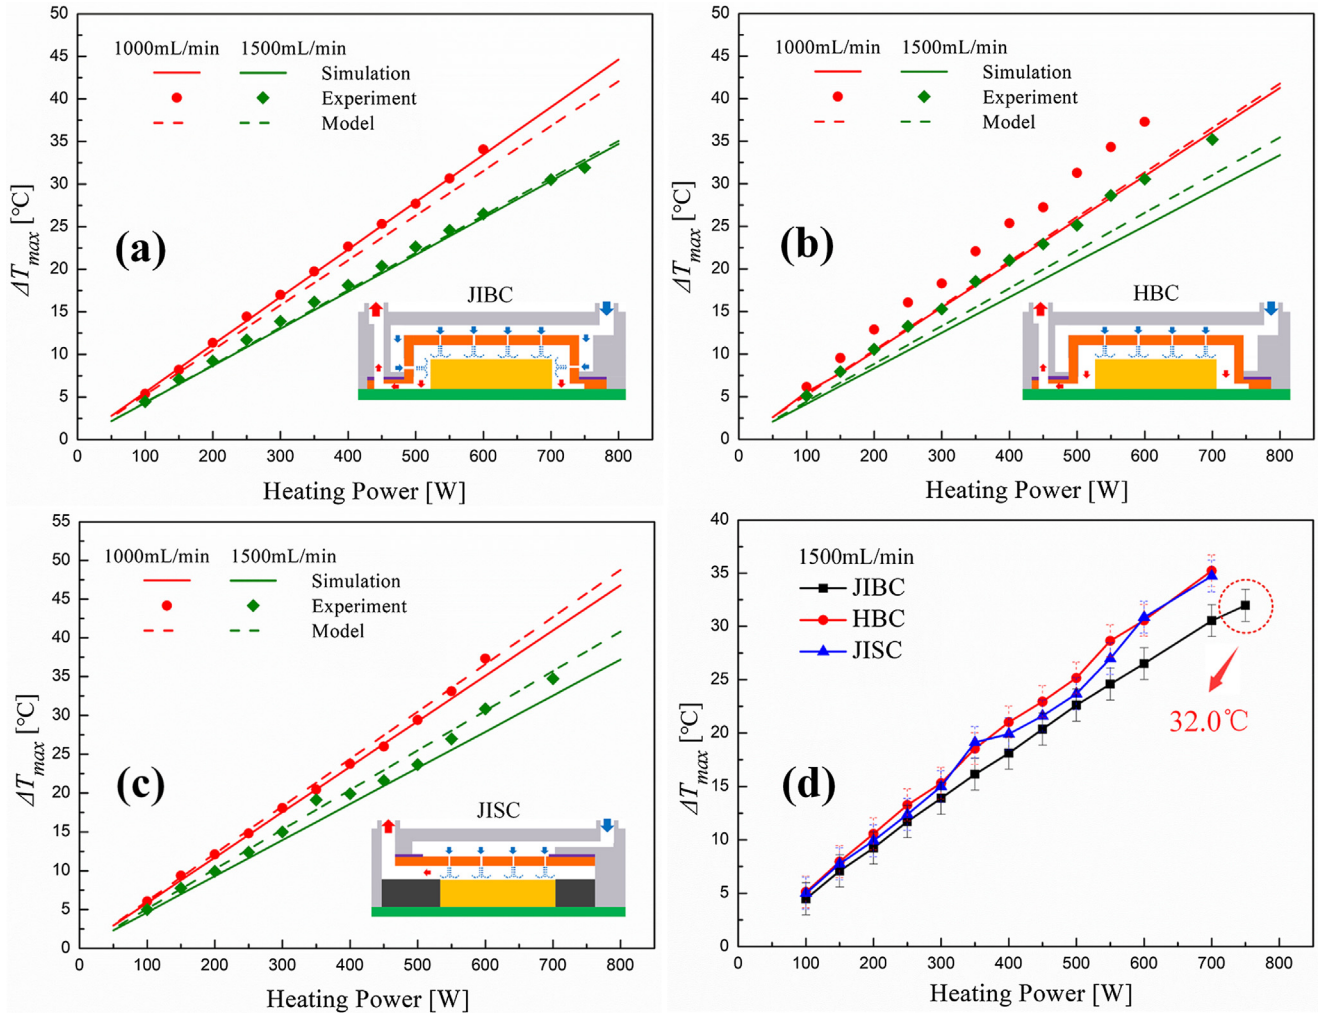 50
45
40
35
30
25
20
15
10
5
0
ΔTmax [℃]
1000mL/min 1500mL/min
Simulation
Experiment
Model
(a)
JIBC
0 100 200 300 400 500 600 700 800
Heating Power [W]
50
45
40
35
30
25
20
15
10
5
0
ΔTmax [℃]
1000mL/min 1500mL/min
Simulation
Experiment
Model
(b)
HBC
0 100 200 300 400 500 600 700 800
Heating Power [W]
55
50
45
40
35
30
25
20
15
10
5
0
ΔTmax [℃]
1000mL/min 1500mL/min
Simulation
Experiment
Model
(c)
JISC
0 100 200 300 400 500 600 700 800
Heating Power [W]
40
35
30
25
20
15
10
5
0
ΔTmax [℃]
1500mL/min
JIBC
HBC
JISC
32.0℃
(d)
0 100 200 300 400 500 600 700 800
Heating Power [W]